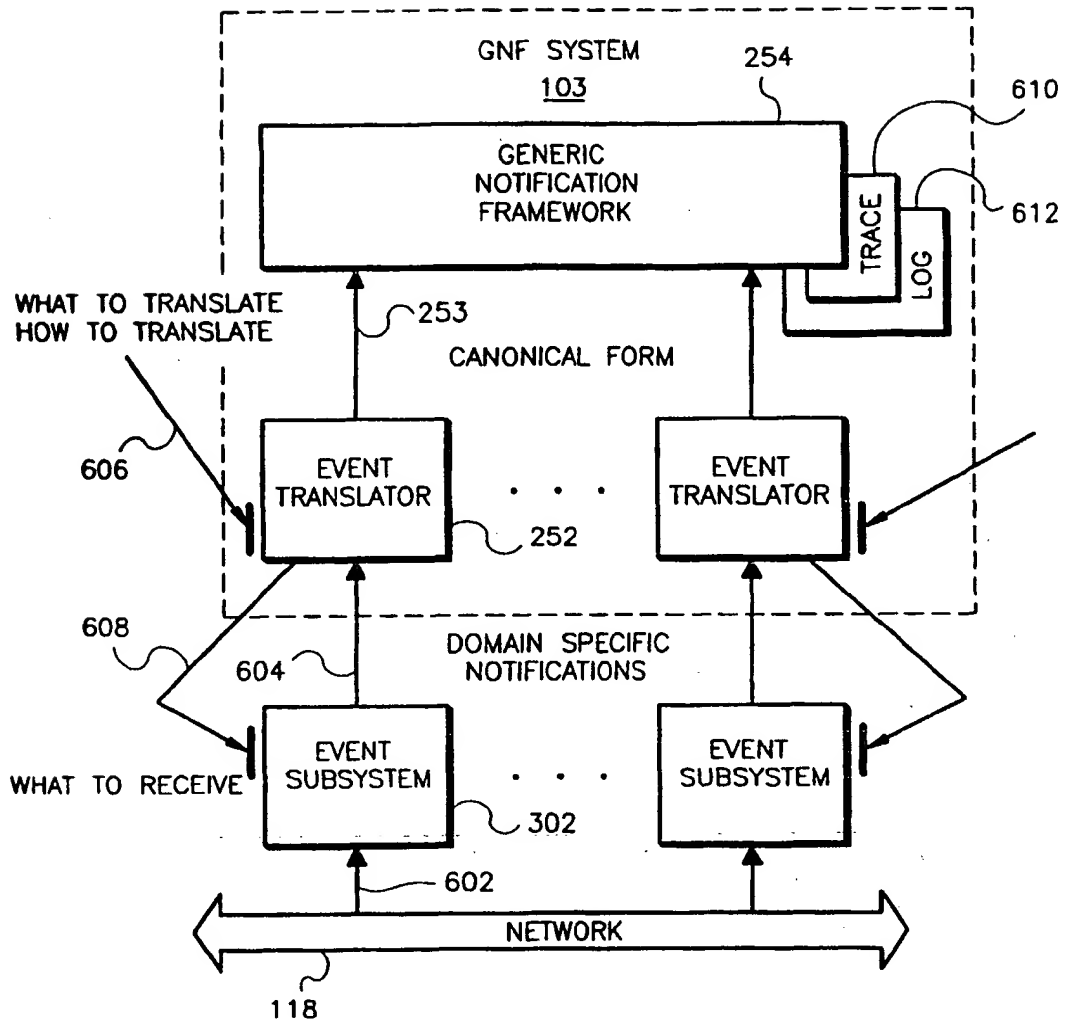 GNF SYSTEM
103
254
610
GENERIC
NOTIFICATION
FRAMEWORK
TRACE
612
LOG
WHAT TO TRANSLATE
HOW TO TRANSLATE
253
CANONICAL FORM
606
EVENT
TRANSLATOR
. . .
EVENT
TRANSLATOR
252
608
DOMAIN SPECIFIC
NOTIFICATIONS
604
EVENT
SUBSYSTEM
. . .
EVENT
SUBSYSTEM
WHAT TO RECEIVE
302
602
NETWORK
118